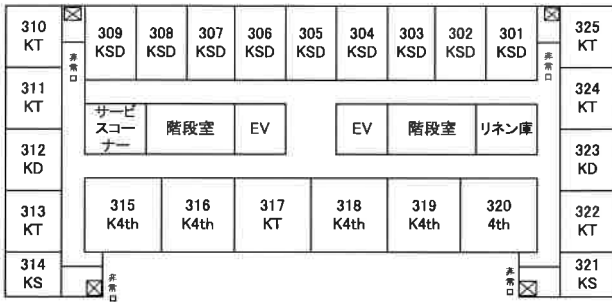 310
KT
309
KSD
308
KSD
307
KSD
306
KSD
305
KSD
304
KSD
303
KSD
302
KSD
301
KSD
325
KT
非常口
非常口
311
KT
324
KT
サービ
スコー
ナー
階段室
EV
EV
階段室
リネン庫
312
KD
323
KD
313
KT
315
K4th
316
K4th
317
KT
318
K4th
319
K4th
320
4th
322
KT
314
KS
非常口
非常口
321
KS